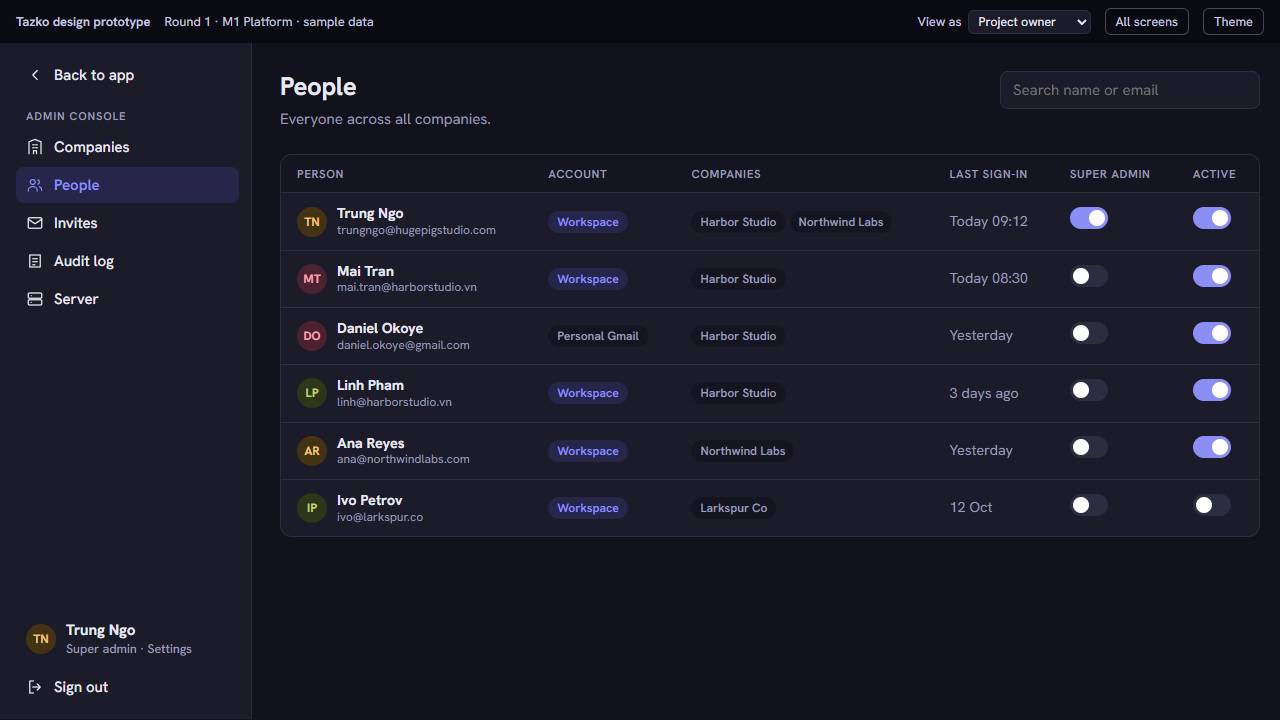 Tazko design prototype Round 1 · M1 Platform · sample data View as Project owner All screens Theme
Back to app
ADMIN CONSOLE
Companies
People
Invites
Audit log
Server
Trung Ngo
TN
Super admin · Settings
Sign out
People
Search name or email
Everyone across all companies.
PERSON ACCOUNT COMPANIES LAST SIGN-IN SUPER ADMIN ACTIVE
TN Trung Ngo Workspace Harbor Studio Northwind Labs Today 09:12
trungngo@hugepigstudio.com
MT Mai Tran Workspace Harbor Studio Today 08:30
mai.tran@harborstudio.vn
DO Daniel Okoye Personal Gmail Harbor Studio Yesterday
daniel.okoye@gmail.com
LP Linh Pham Workspace Harbor Studio 3 days ago
linh@harborstudio.vn
AR Ana Reyes Workspace Northwind Labs Yesterday
ana@northwindlabs.com
IP Ivo Petrov Workspace Larkspur Co 12 Oct
ivo@larkspur.co